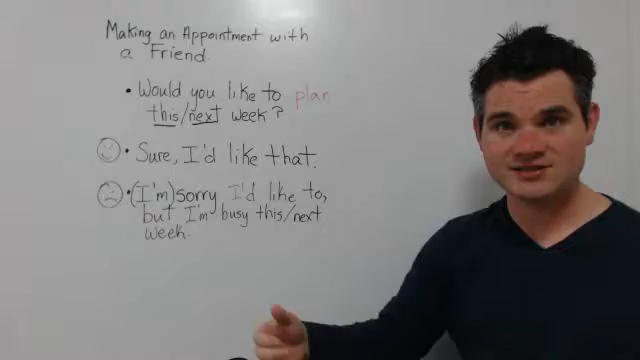 Making an Appointment with
a Friend.
• Would you like to plan
this/next week?
• Sure, I'd like that.
• (I'm) sorry I'd like to,
but I'm busy this/next
week.